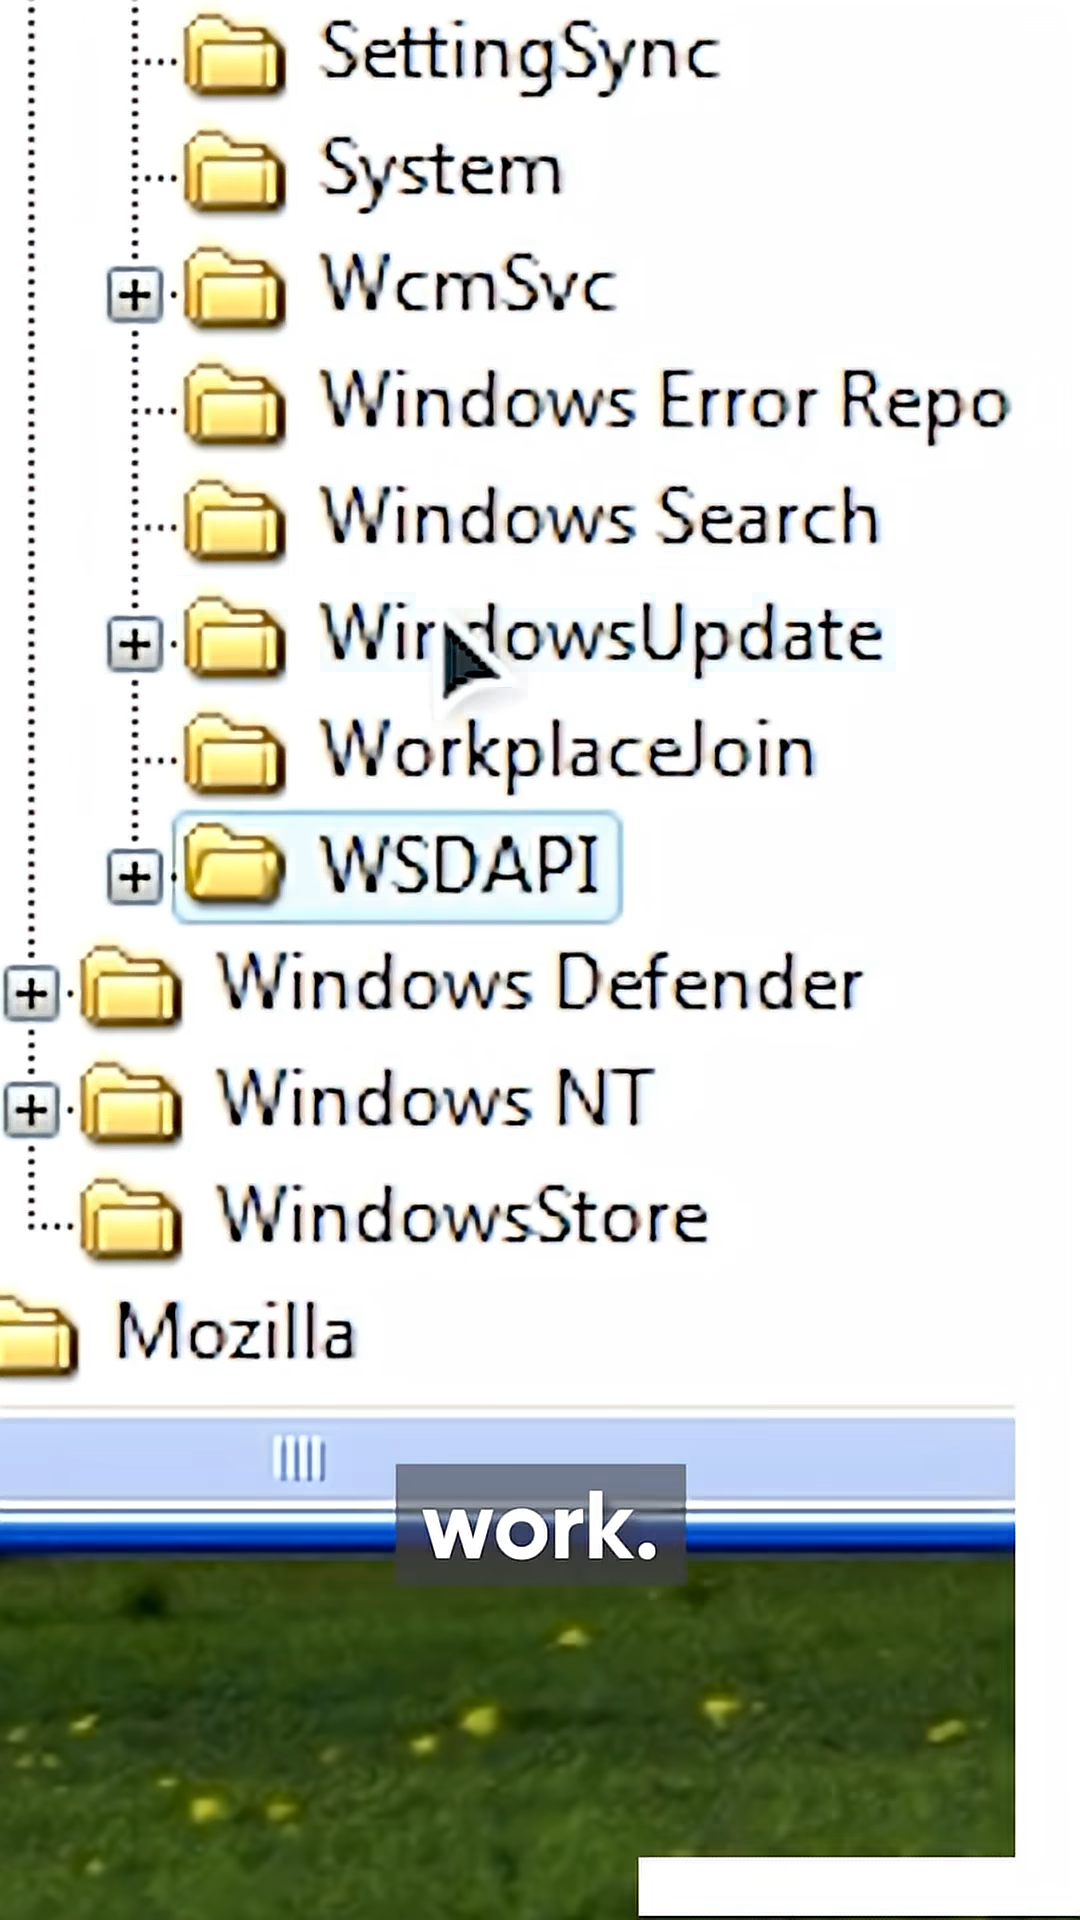 SettingSync
System
WcmSvc
Windows Error Repo
Windows Search
WindowsUpdate
WorkplaceJoin
WSDAPI
Windows Defender
Windows NT
WindowsStore
Mozilla
work.